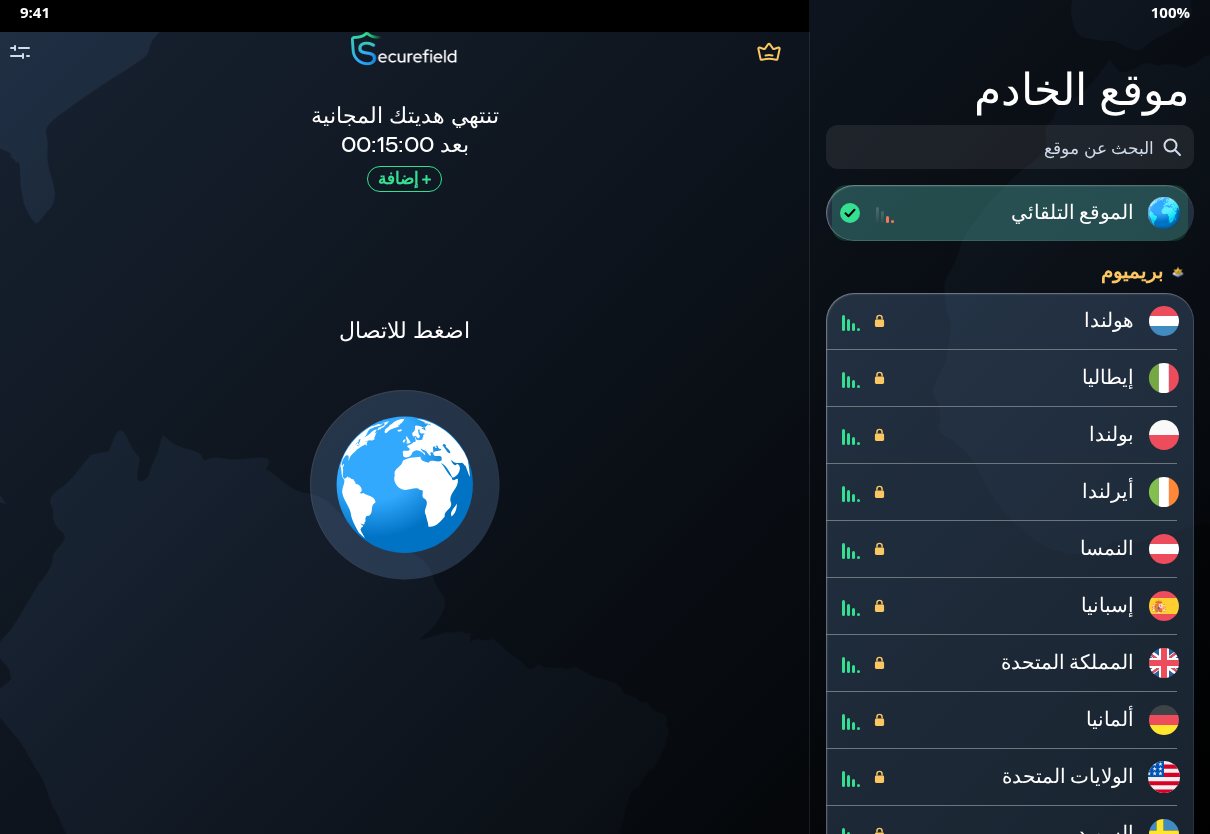 9:41
100%
Securefield
تنتهي هديتك المجانية
بعد 00:15:00
+ إضافة
اضغط للاتصال
موقع الخادم
البحث عن موقع
الموقع التلقائي
بريميوم
هولندا
إيطاليا
بولندا
أيرلندا
النمسا
إسبانيا
المملكة المتحدة
ألمانيا
الولايات المتحدة